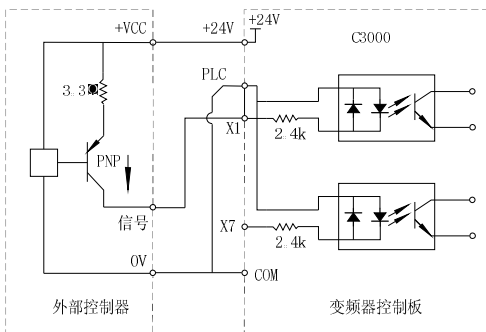 +VCC
+24V
+24V
C3000
3.3
PLC
X1
2.4k
PNP
信号
X7
2.4k
0V
COM
外部控制器
变频器控制板